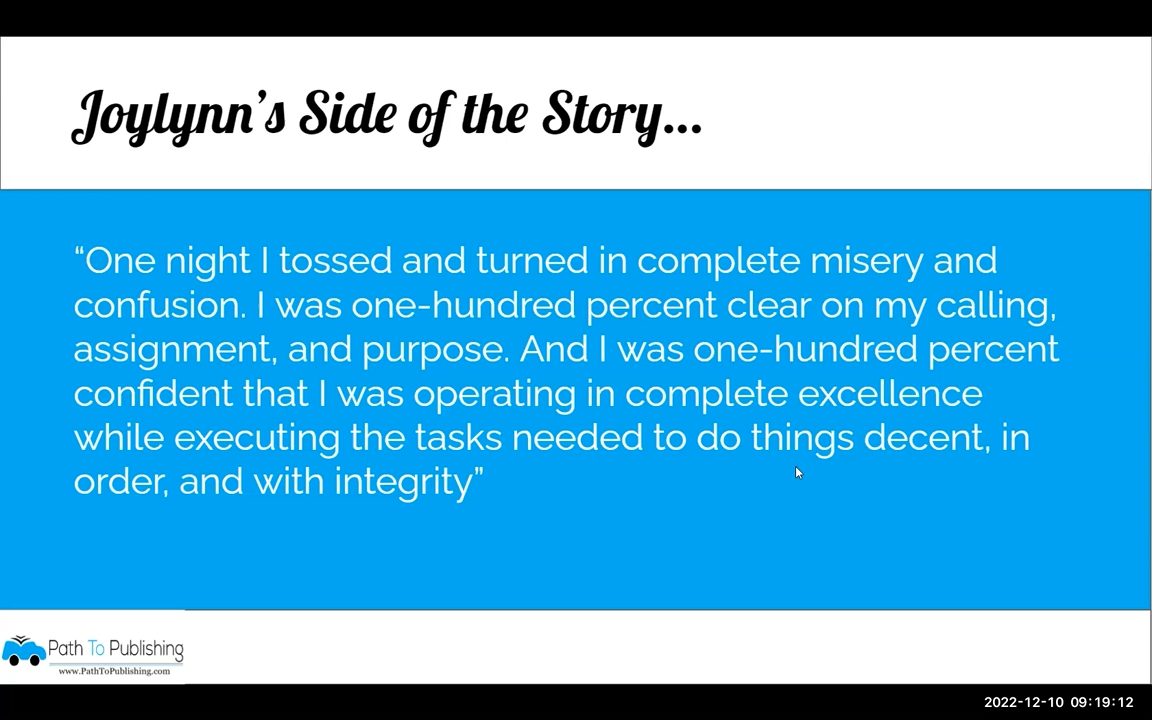 Joylynn’s Side of the Story...
“One night I tossed and turned in complete misery and
confusion. I was one-hundred percent clear on my calling,
assignment, and purpose. And I was one-hundred percent
confident that I was operating in complete excellence
while executing the tasks needed to do things decent, in
order, and with integrity”
Path To Publishing
www.PathToPublishing.com
2022-12-10 09:19:12